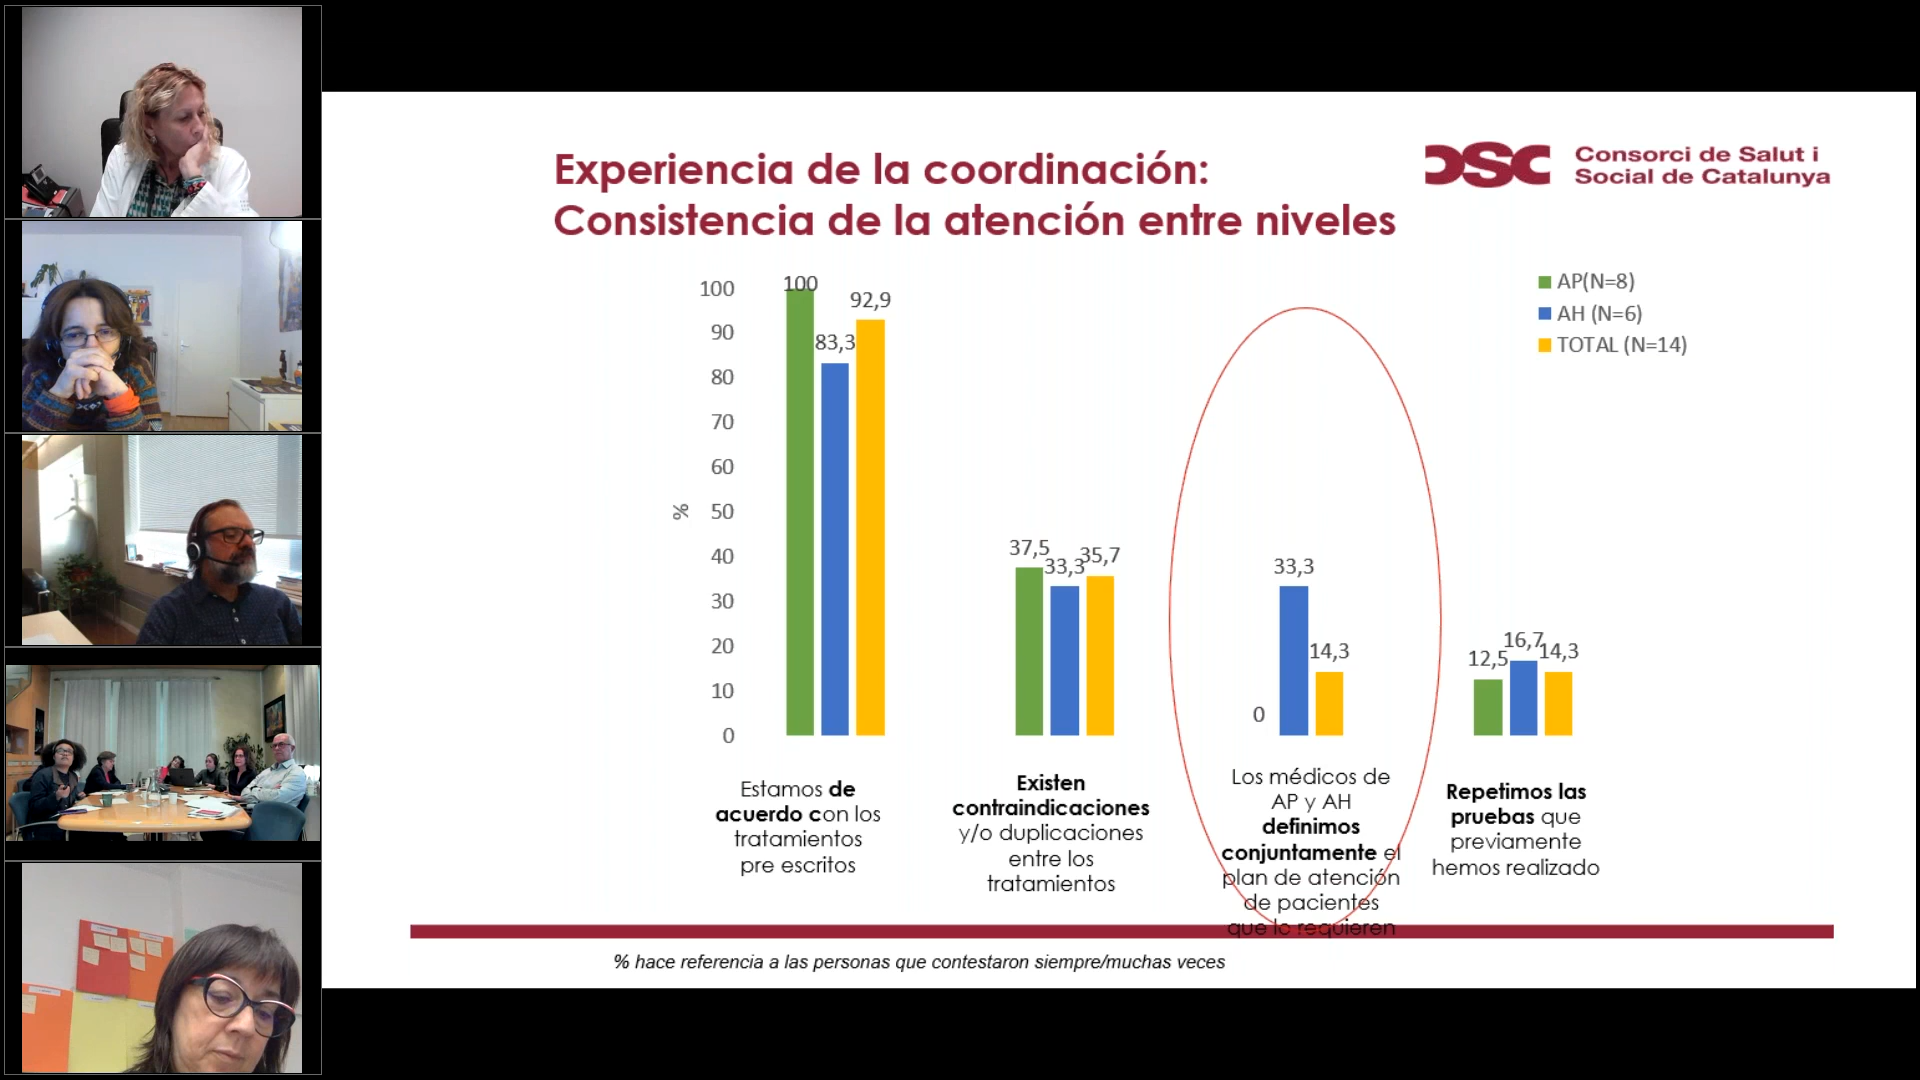 Experiencia de la coordinación:
Consistencia de la atención entre niveles
CSC
Consorci de Salut i
Social de Catalunya
AP(N=8)
AH (N=6)
TOTAL (N=14)
%
100
90
80
70
60
50
40
30
20
10
0
100
83,3
92,9
37,5
33,3
35,7
0
33,3
14,3
12,5
16,7
14,3
Estamos de
acuerdo con los
tratamientos
pre escritos
Existen
contraindicaciones
y/o duplicaciones
entre los
tratamientos
Los médicos de
AP y AH
definimos
conjuntamente el
plan de atención
de pacientes
que lo requieren
Repetimos las
pruebas que
previamente
hemos realizado
% hace referencia a las personas que contestaron siempre/muchas veces